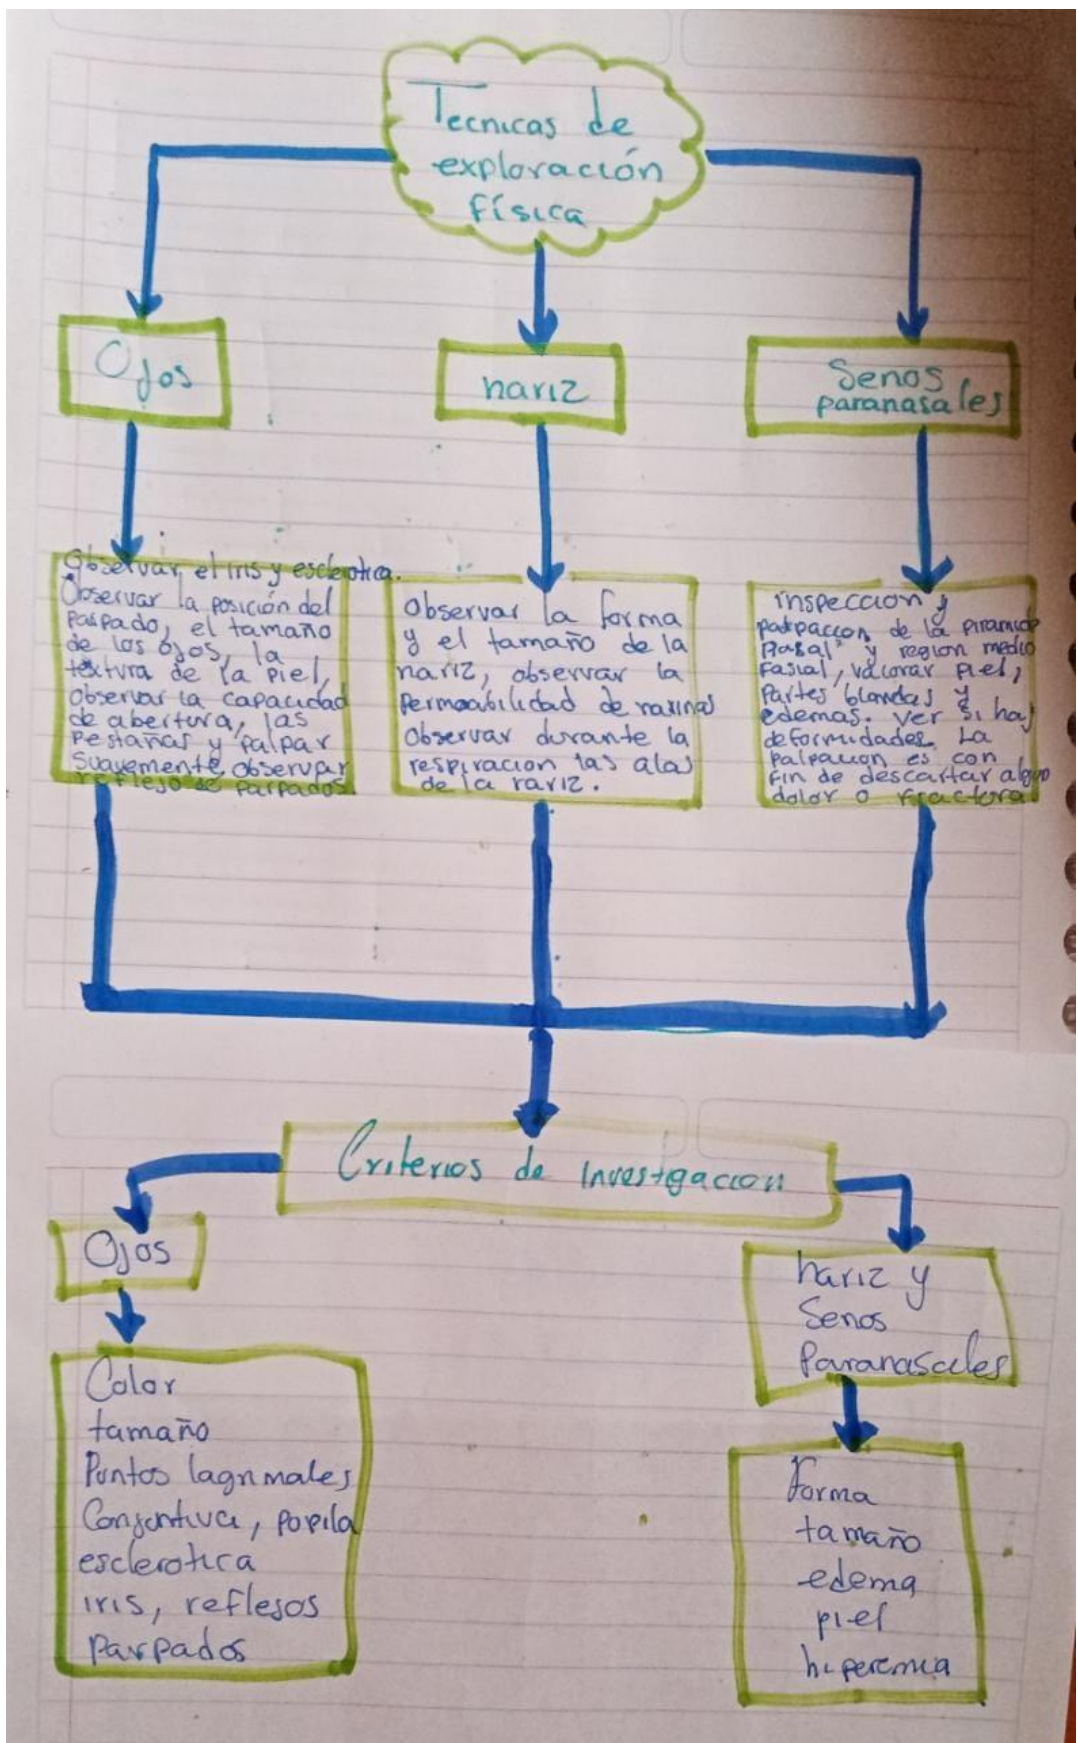 Tecnicas de
exploración
física
Ojos
nariz
Senos
paranasales
Observar el iris y esclerotica.
Observar la posición del
parpado, el tamaño
de los ojos, la
textura de la piel,
observar la capacidad
de abertura, las
pestañas y palpar
suavemente, observar
reflejo de parpados.
Observar la forma
y el tamaño de la
nariz, observar la
permeabilidad de narinas
Observar durante la
respiracion las alas
de la nariz.
inspeccion y
palpaccion de la piramide
nasal y region medio
fasial, valorar piel,
partes blandas y
edemas. ver si hay
deformidades. La
palpacion es con
fin de descartar algun
dolor o fractora.
Criterios de investigacion
Ojos
Color
tamaño
Puntos lagrimales
Conjuntiva, popila
esclerotica
iris, reflejos
parpados
nariz y
Senos
Paranasales
Forma
tamaño
edema
piel
hiperemia